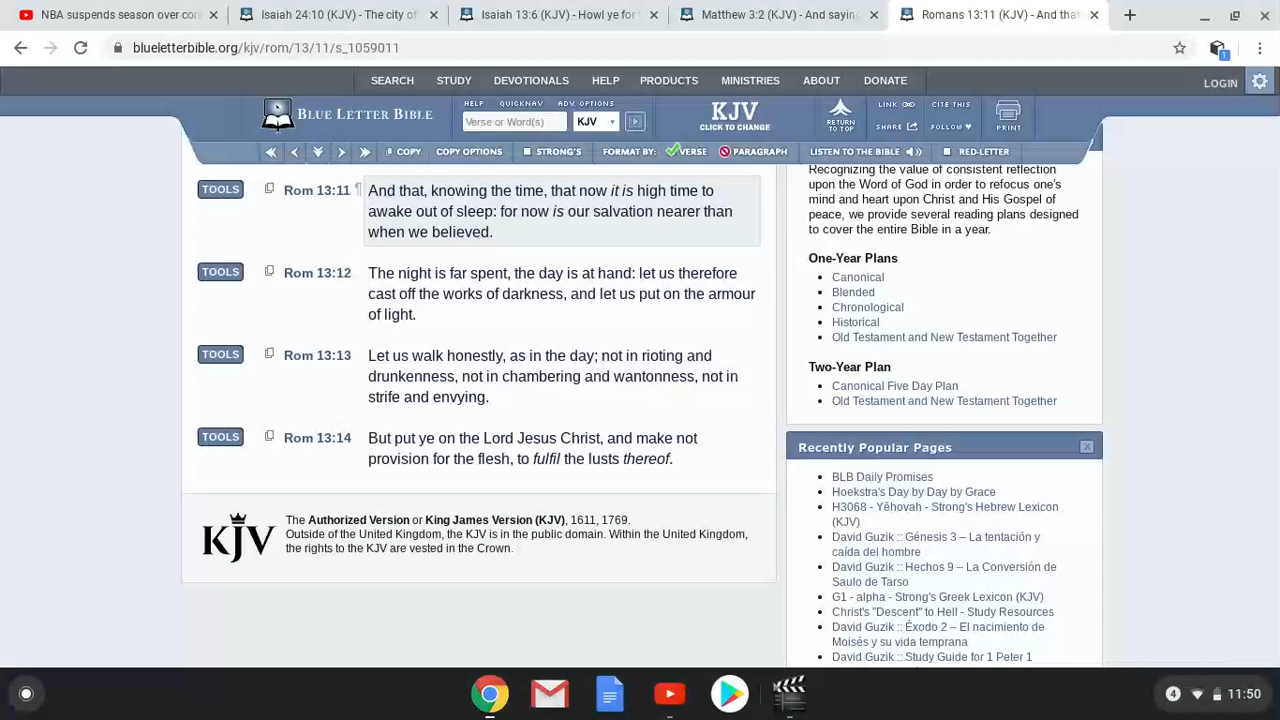 NBA suspends season over con
Isaiah 24:10 (KJV) - The city of
Isaiah 13:6 (KJV) - Howl ye for
Matthew 3:2 (KJV) - And saying
Romans 13:11 (KJV) - And that
blueletterbible.org/kjv/rom/13/11/s_1059011
1
SEARCH STUDY DEVOTIONALS HELP PRODUCTS MINISTRIES ABOUT DONATE
LOGIN
BLUE LETTER BIBLE
HELP QUICKNAV ADV. OPTIONS
Verse or Word(s) KJV
KJV
CLICK TO CHANGE
RETURN
TO TOP
LINK CITE THIS
SHARE FOLLOW
PRINT
COPY COPY OPTIONS STRONG'S FORMAT BY: VERSE PARAGRAPH LISTEN TO THE BIBLE RED-LETTER
TOOLS Rom 13:11 ¶ And that, knowing the time, that now it is high time to
awake out of sleep: for now is our salvation nearer than
when we believed.
TOOLS Rom 13:12 The night is far spent, the day is at hand: let us therefore
cast off the works of darkness, and let us put on the armour
of light.
TOOLS Rom 13:13 Let us walk honestly, as in the day; not in rioting and
drunkenness, not in chambering and wantonness, not in
strife and envying.
TOOLS Rom 13:14 But put ye on the Lord Jesus Christ, and make not
provision for the flesh, to fulfil the lusts thereof.
KJV
The Authorized Version or King James Version (KJV), 1611, 1769.
Outside of the United Kingdom, the KJV is in the public domain. Within the United Kingdom,
the rights to the KJV are vested in the Crown.
Recognizing the value of consistent reflection
upon the Word of God in order to refocus one's
mind and heart upon Christ and His Gospel of
peace, we provide several reading plans designed
to cover the entire Bible in a year.
One-Year Plans
Canonical
Blended
Chronological
Historical
Old Testament and New Testament Together
Two-Year Plan
Canonical Five Day Plan
Old Testament and New Testament Together
Recently Popular Pages
BLB Daily Promises
Hoekstra's Day by Day by Grace
H3068 - Yĕhovah - Strong's Hebrew Lexicon
(KJV)
David Guzik :: Génesis 3 – La tentación y
caída del hombre
David Guzik :: Hechos 9 – La Conversión de
Saulo de Tarso
G1 - alpha - Strong's Greek Lexicon (KJV)
Christ's "Descent" to Hell - Study Resources
David Guzik :: Éxodo 2 – El nacimiento de
Moisés y su vida temprana
David Guzik :: Study Guide for 1 Peter 1
4 11:50